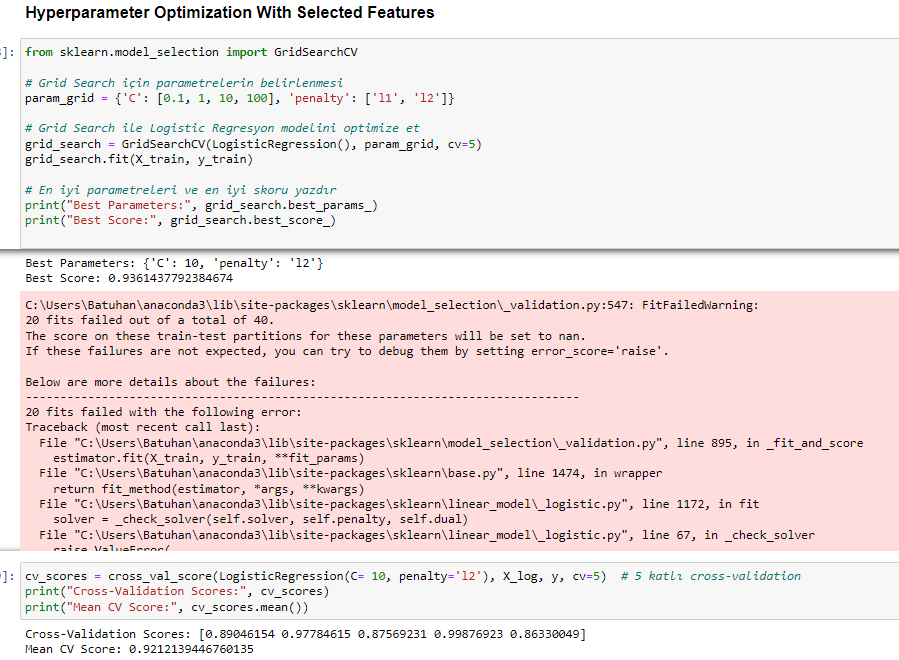 Hyperparameter Optimization With Selected Features
]: from sklearn.model_selection import GridSearchCV
# Grid Search için parametrelerin belirlenmesi
param_grid = {'C': [0.1, 1, 10, 100], 'penalty': ['l1', 'l2']}
# Grid Search ile Logistic Regresyon modelini optimize et
grid_search = GridSearchCV(LogisticRegression(), param_grid, cv=5)
grid_search.fit(X_train, y_train)
# En iyi parametreleri ve en iyi skoru yazdır
print("Best Parameters:", grid_search.best_params_)
print("Best Score:", grid_search.best_score_)
Best Parameters: {'C': 10, 'penalty': 'l2'}
Best Score: 0.9361437792384674
C:\Users\Batuhan\anaconda3\lib\site-packages\sklearn\model_selection\_validation.py:547: FitFailedWarning:
20 fits failed out of a total of 40.
The score on these train-test partitions for these parameters will be set to nan.
If these failures are not expected, you can try to debug them by setting error_score='raise'.
Below are more details about the failures:
--------------------------------------------------------------------------------
20 fits failed with the following error:
Traceback (most recent call last):
File "C:\Users\Batuhan\anaconda3\lib\site-packages\sklearn\model_selection\_validation.py", line 895, in _fit_and_score
estimator.fit(X_train, y_train, **fit_params)
File "C:\Users\Batuhan\anaconda3\lib\site-packages\sklearn\base.py", line 1474, in wrapper
return fit_method(estimator, *args, **kwargs)
File "C:\Users\Batuhan\anaconda3\lib\site-packages\sklearn\linear_model\_logistic.py", line 1172, in fit
solver = _check_solver(self.solver, self.penalty, self.dual)
File "C:\Users\Batuhan\anaconda3\lib\site-packages\sklearn\linear_model\_logistic.py", line 67, in _check_solver
raise ValueError(
]: cv_scores = cross_val_score(LogisticRegression(C= 10, penalty='l2'), X_log, y, cv=5)  # 5 katlı cross-validation
print("Cross-Validation Scores:", cv_scores)
print("Mean CV Score:", cv_scores.mean())
Cross-Validation Scores: [0.89046154 0.97784615 0.87569231 0.99876923 0.86330049]
Mean CV Score: 0.9212139446760135